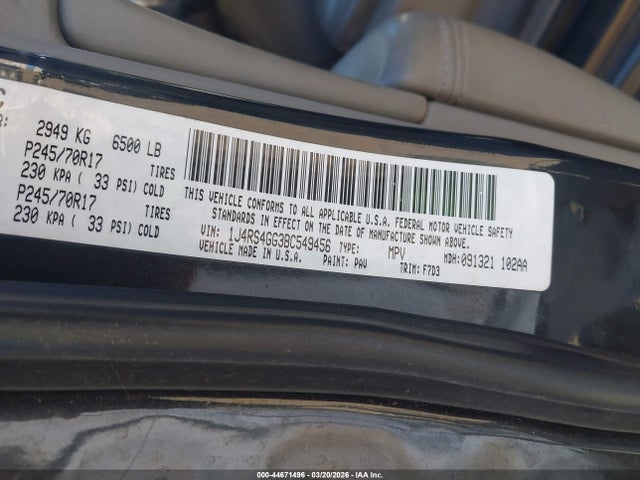 2949 KG 6500 LB
P245/70R17 TIRES
230 KPA ( 33 PSI) COLD
P245/70R17 TIRES
230 KPA ( 33 PSI) COLD
THIS VEHICLE CONFORMS TO ALL APPLICABLE U.S.A. FEDERAL MOTOR VEHICLE SAFETY
STANDARDS IN EFFECT ON THE DATE OF MANUFACTURE SHOWN ABOVE.
VIN: 1J4RS4GG3BC549456 TYPE: MPV MDH: 091321 102AA
VEHICLE MADE IN U.S.A. PAINT: PAV TRIM: F7D3
000-44671496 - 03/20/2026 - IAA Inc.